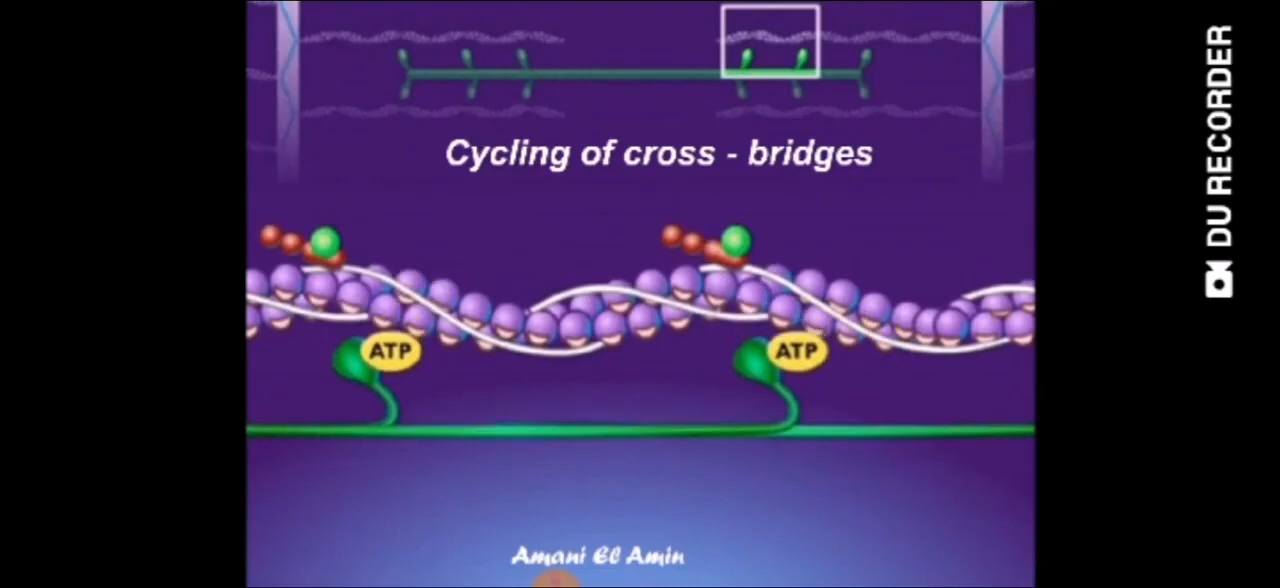 Cycling of cross - bridges
ATP
ATP
Amani El Amin
DU RECORDER